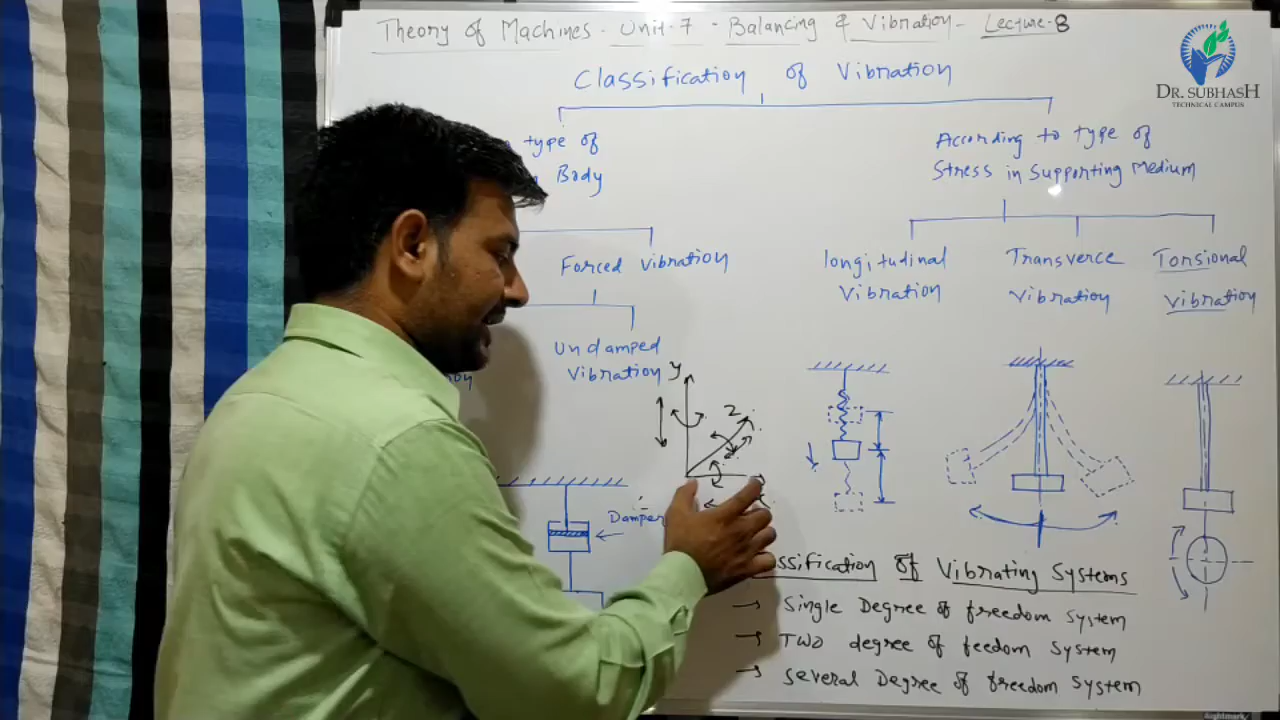 Theory of Machines - Unit-7 - Balancing & Vibration - Lecture-8
DR. SUBHASH
TECHNICAL CAMPUS
Classification of Vibration
type of
Body
According to type of
Stress in Supporting Medium
Forced Vibration
Undamped
Vibration
longitudinal
Vibration
Transverce
Vibration
Torsional
Vibration
y
Z
Damper
ssification of Vibrating Systems
→ Single Degree of freedom system
→ Two degree of feedom System
→ Several Degree of freedom System